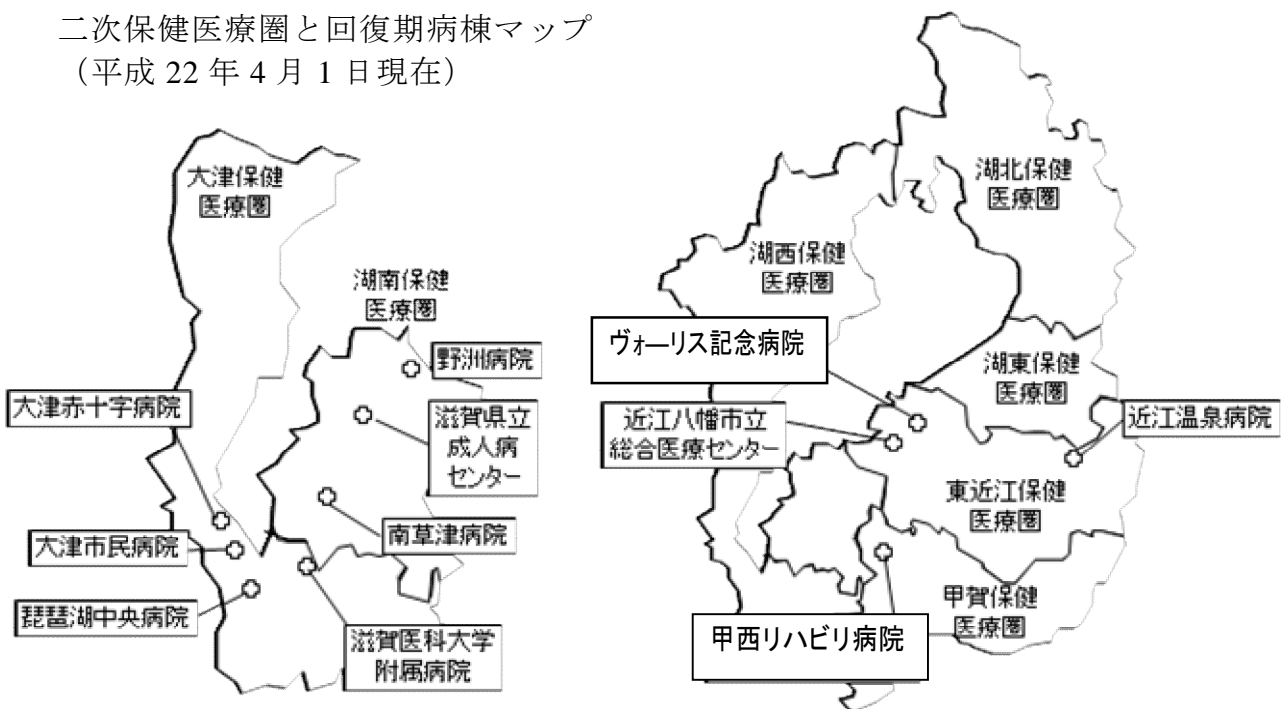 二次保健医療圏と回復期病棟マップ
（平成 22 年 4 月 1 日現在）
大津保健
医療圏
湖南保健
医療圏
野洲病院
大津赤十字病院
滋賀県立
成人病
センター
大津市民病院
南草津病院
琵琶湖中央病院
滋賀医科大学
附属病院
湖北保健
医療圏
湖西保健
医療圏
ヴォーリス記念病院
湖東保健
医療圏
近江八幡市立
総合医療センター
近江温泉病院
東近江保健
医療圏
甲賀保健
医療圏
甲西リハビリ病院